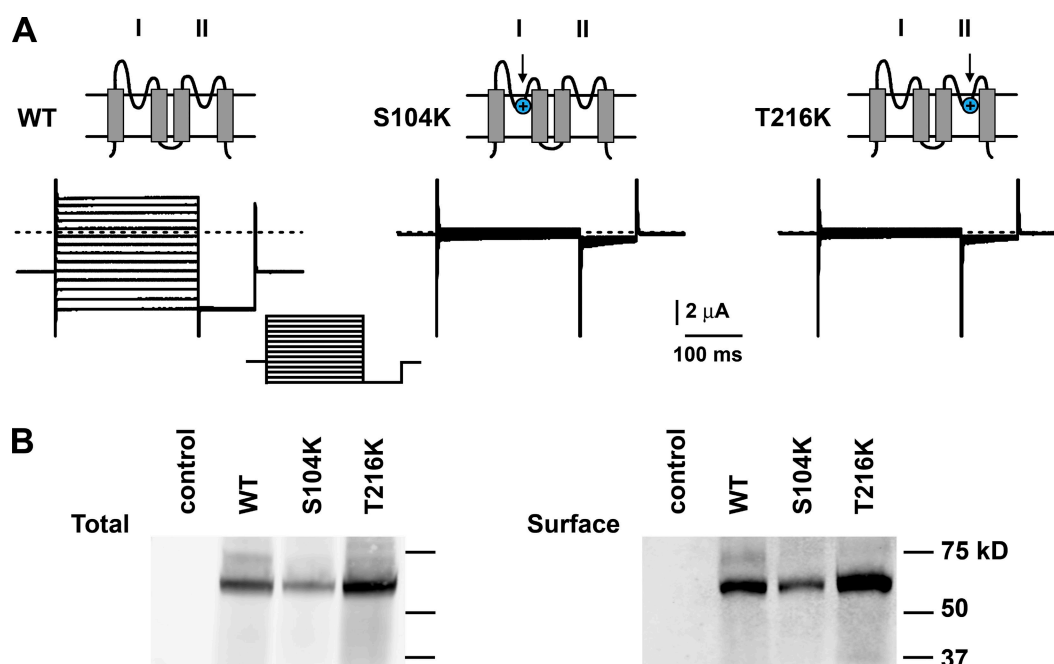 A
I II
I II
I II
WT
S104K
T216K
+
+
2 μA
100 ms
B
Total
control
WT
S104K
T216K
Surface
control
WT
S104K
T216K
75 kD
50
37